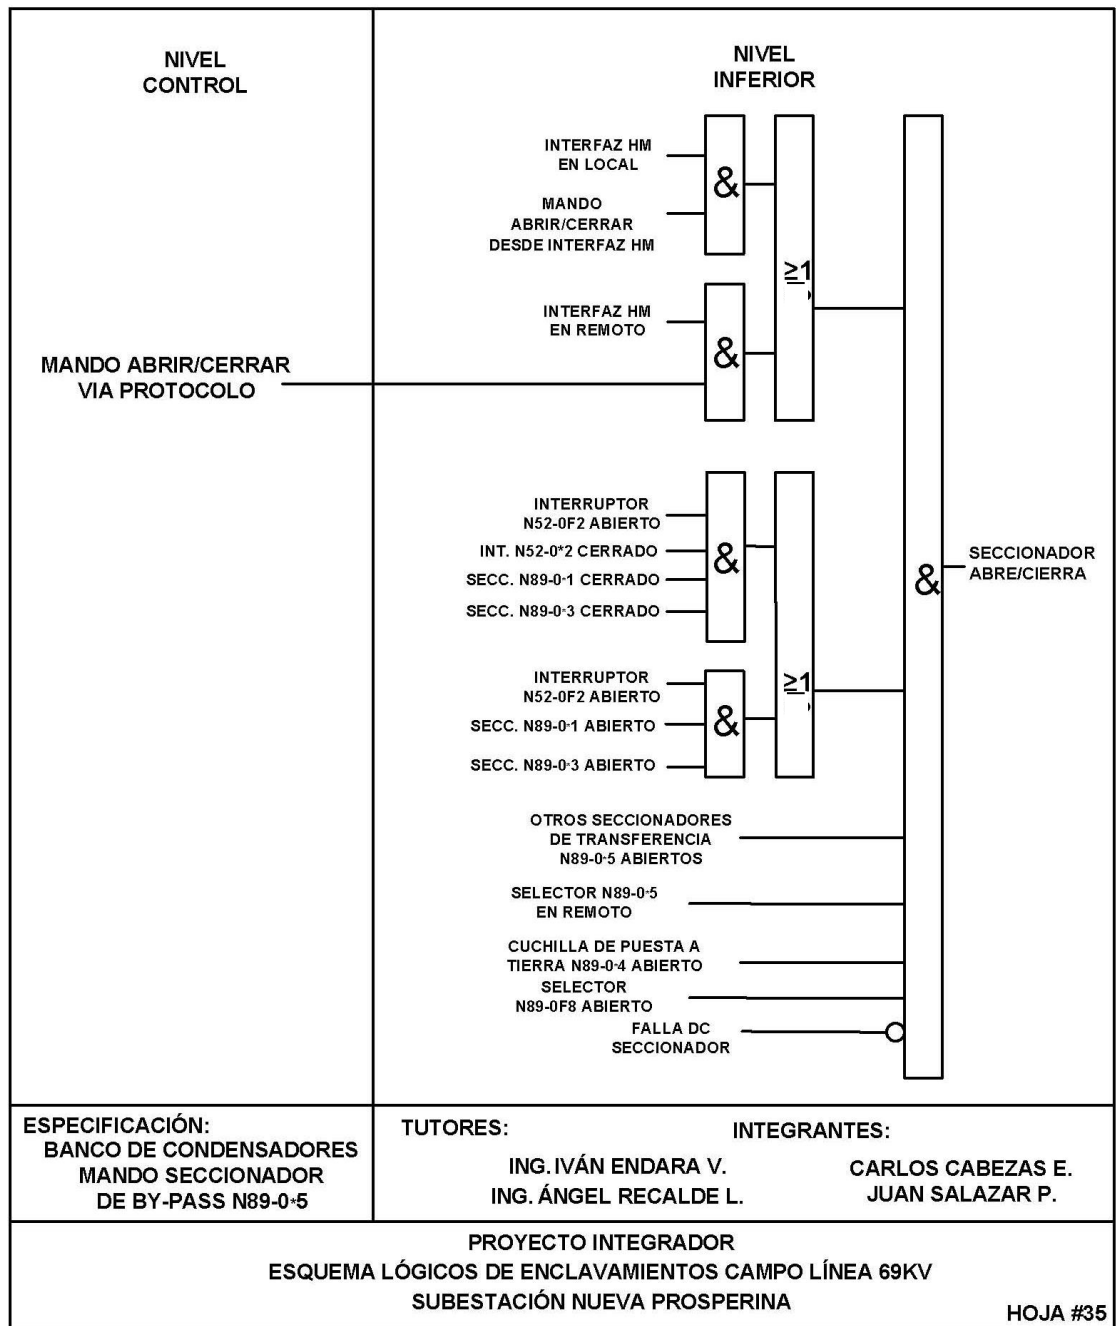 NIVEL
CONTROL
NIVEL
INFERIOR
INTERFAZ HM
EN LOCAL
MANDO
ABRIR/CERRAR
DESDE INTERFAZ HM
&
≥1
INTERFAZ HM
EN REMOTO
&
MANDO ABRIR/CERRAR
VIA PROTOCOLO
INTERRUPTOR
N52-0F2 ABIERTO
INT. N52-0*2 CERRADO
SECC. N89-0*1 CERRADO
SECC. N89-0*3 CERRADO
&
INTERRUPTOR
N52-0F2 ABIERTO
SECC. N89-0*1 ABIERTO
SECC. N89-0*3 ABIERTO
&
≥1
OTROS SECCIONADORES
DE TRANSFERENCIA
N89-0*5 ABIERTOS
SELECTOR N89-0*5
EN REMOTO
CUCHILLA DE PUESTA A
TIERRA N89-0*4 ABIERTO
SELECTOR
N89-0F8 ABIERTO
FALLA DC
SECCIONADOR
&
SECCIONADOR
ABRE/CIERRA
ESPECIFICACIÓN:
BANCO DE CONDENSADORES
MANDO SECCIONADOR
DE BY-PASS N89-0*5
TUTORES:
ING. IVÁN ENDARA V.
ING. ÁNGEL RECALDE L.
INTEGRANTES:
CARLOS CABEZAS E.
JUAN SALAZAR P.
PROYECTO INTEGRADOR
ESQUEMA LÓGICOS DE ENCLAVAMIENTOS CAMPO LÍNEA 69KV
SUBESTACIÓN NUEVA PROSPERINA
HOJA #35